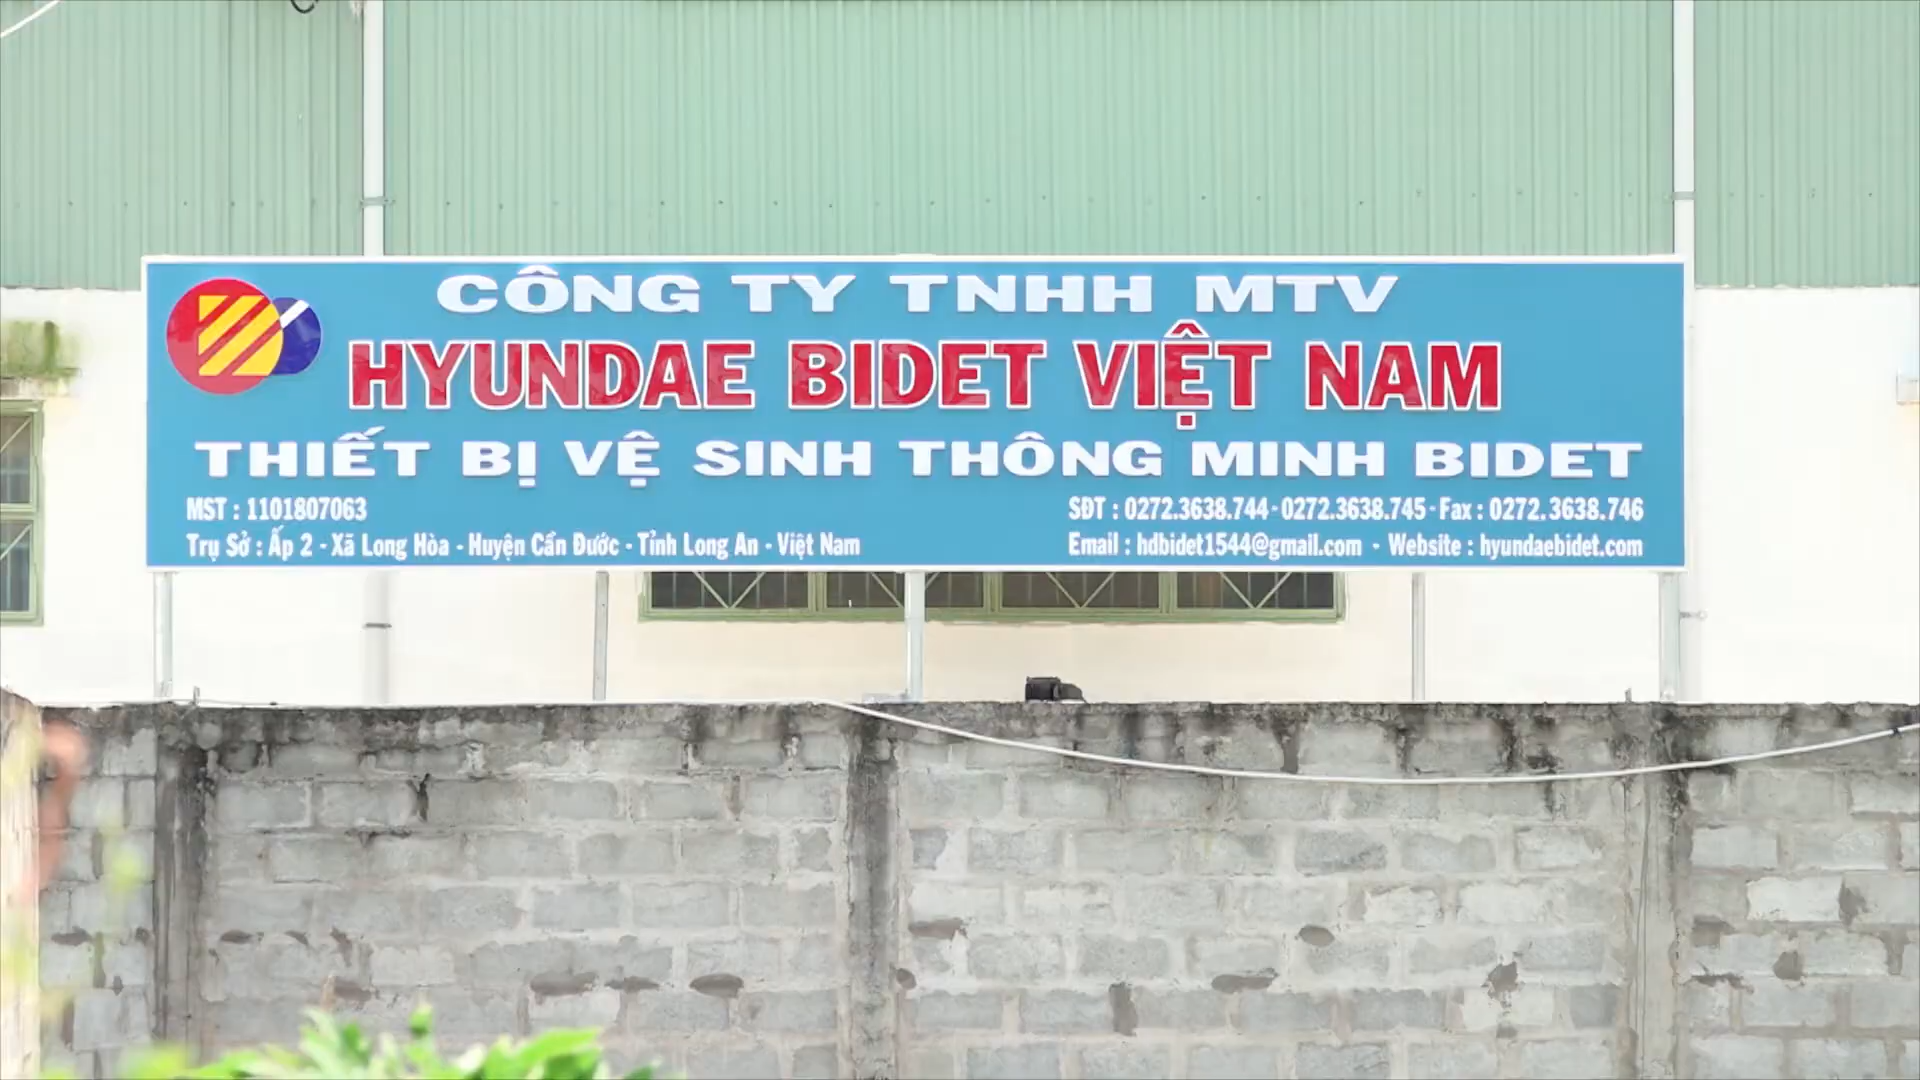 CÔNG TY TNHH MTV
HYUNDAE BIDET VIỆT NAM
THIẾT BỊ VỆ SINH THÔNG MINH BIDET
MST : 1101807063
SĐT : 0272.3638.744 - 0272.3638.745 - Fax : 0272.3638.746
Trụ Sở : Ấp 2 - Xã Long Hòa - Huyện Cần Đước - Tỉnh Long An - Việt Nam
Email : hdbidet1544@gmail.com - Website : hyundaebidet.com